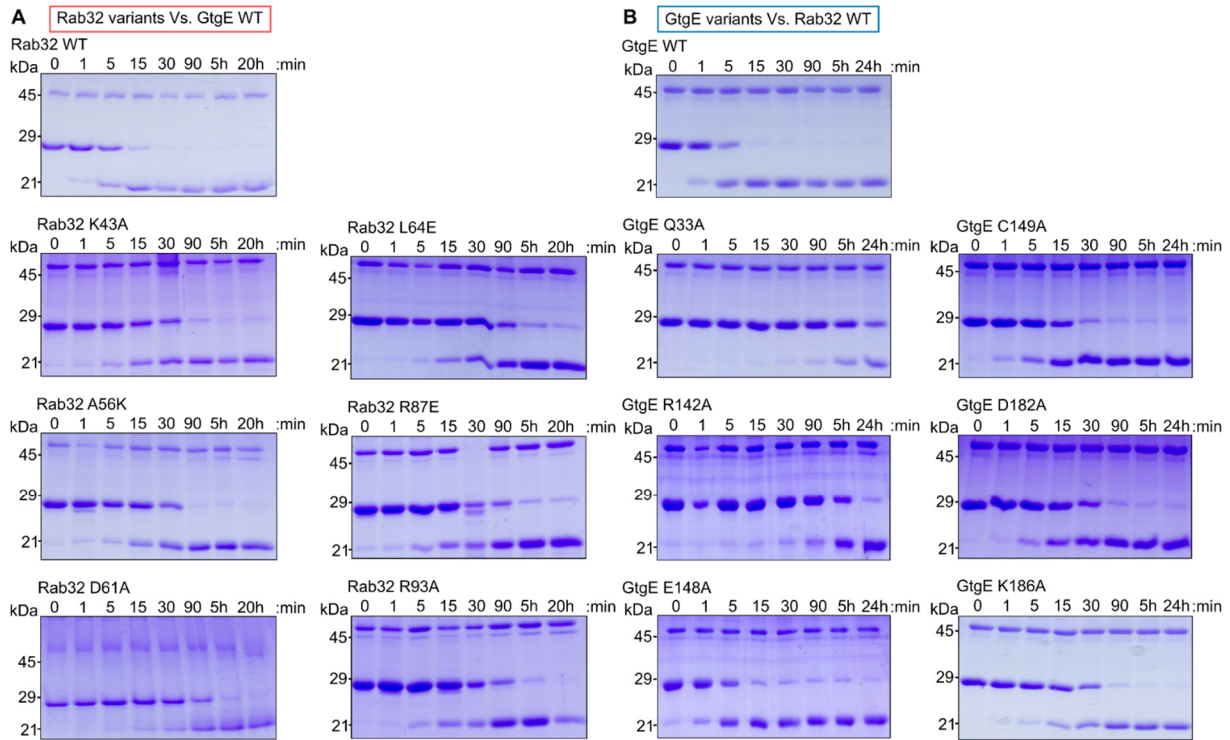 A Rab32 variants Vs. GtgE WT
Rab32 WT
kDa 0 1 5 15 30 90 5h 20h :min
45
29
21
Rab32 K43A
kDa 0 1 5 15 30 90 5h 20h :min
45
29
21
Rab32 L64E
kDa 0 1 5 15 30 90 5h 20h :min
45
29
21
Rab32 A56K
kDa 0 1 5 15 30 90 5h 20h :min
45
29
21
Rab32 R87E
kDa 0 1 5 15 30 90 5h 20h :min
45
29
21
Rab32 D61A
kDa 0 1 5 15 30 90 5h 20h :min
45
29
21
Rab32 R93A
kDa 0 1 5 15 30 90 5h 20h :min
45
29
21
B GtgE variants Vs. Rab32 WT
GtgE WT
kDa 0 1 5 15 30 90 5h 24h :min
45
29
21
GtgE Q33A
kDa 0 1 5 15 30 90 5h 24h :min
45
29
21
GtgE C149A
kDa 0 1 5 15 30 90 5h 24h :min
45
29
21
GtgE R142A
kDa 0 1 5 15 30 90 5h 24h :min
45
29
21
GtgE D182A
kDa 0 1 5 15 30 90 5h 24h :min
45
29
21
GtgE E148A
kDa 0 1 5 15 30 90 5h 24h :min
45
29
21
GtgE K186A
kDa 0 1 5 15 30 90 5h 24h :min
45
29
21